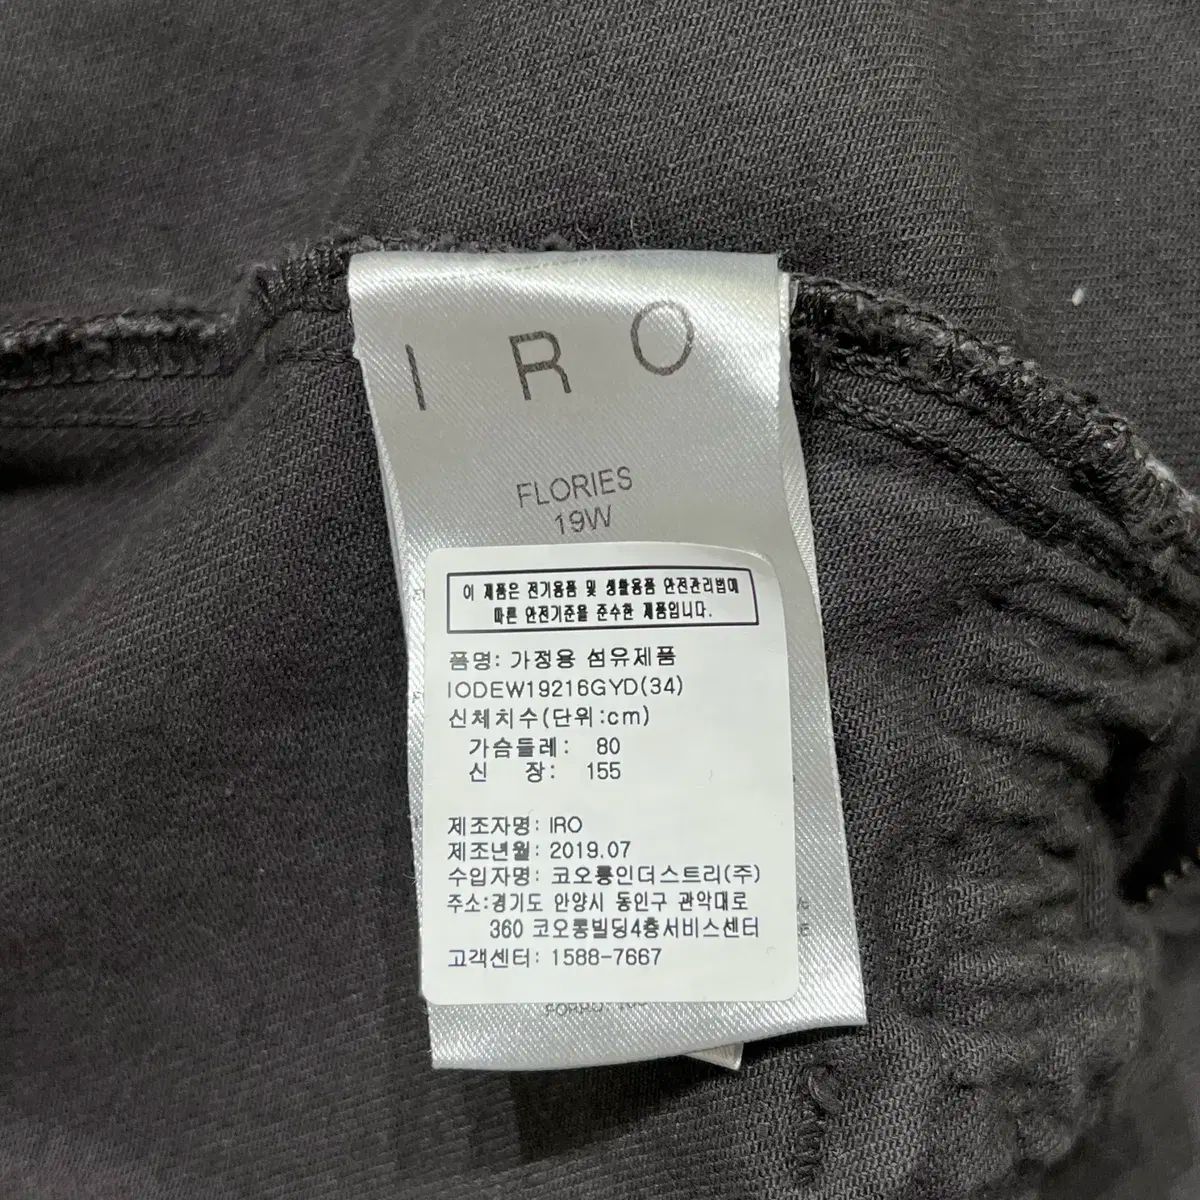 I R O
FLORIES
19W
이 제품은 전기용품 및 생활용품 안전관리법에
따른 안전기준을 준수한 제품입니다.
품명: 가정용 섬유제품
IODEW19216GYD(34)
신체치수(단위:cm)
가슴둘레: 80
신 장: 155
제조자명: IRO
제조년월: 2019.07
수입자명: 코오롱인더스트리(주)
주소:경기도 안양시 동인구 관악대로
360 코오롱빌딩4층서비스센터
고객센터: 1588-7667